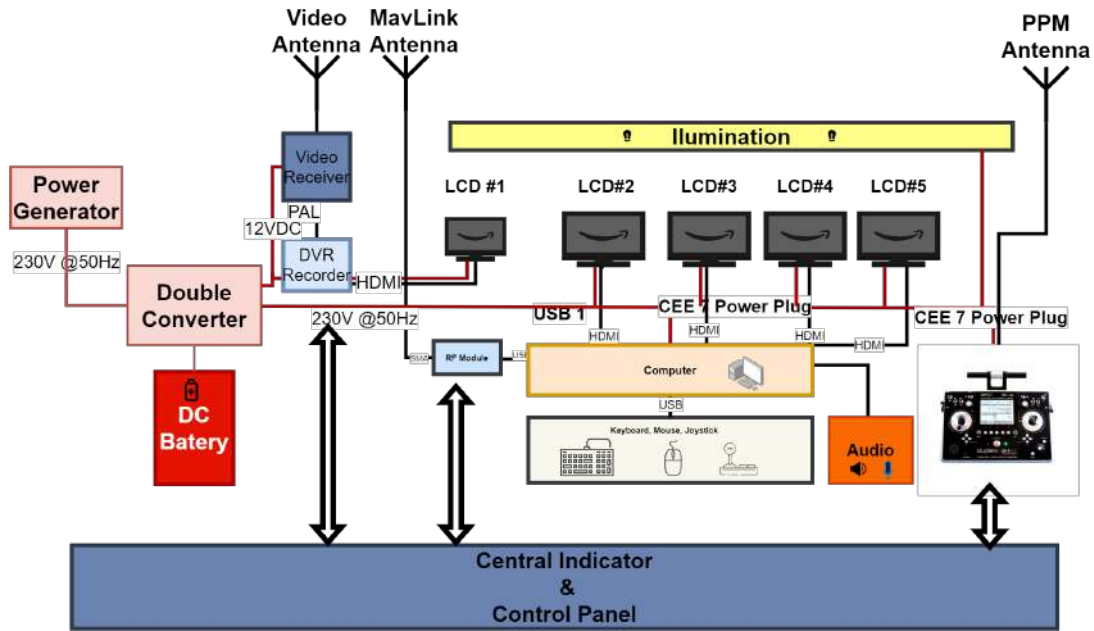 Video
Antenna
MavLink
Antenna
PPM
Antenna
Ilumination
Video
Receiver
Power
Generator
LCD #1
LCD#2
LCD#3
LCD#4
LCD#5
PAL
12VDC
DVR
Recorder
230V @50Hz
HDMI
Double
Converter
230V @50Hz
USB 1
CEE 7 Power Plug
CEE 7 Power Plug
HDMI
HDMI
HDMI
HDMI
SMA
RF Module
USB
Computer
DC
Batery
USB
Keyboard, Mouse, Joystick
Audio
Central Indicator
&
Control Panel